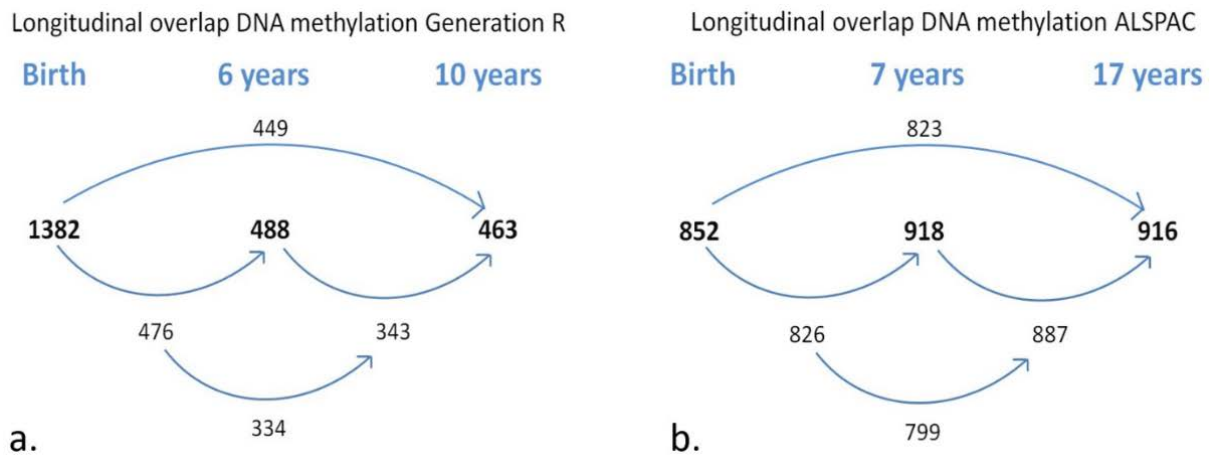 Longitudinal overlap DNA methylation Generation R
Birth 6 years 10 years
449
1382 488 463
476 343
334
a.
Longitudinal overlap DNA methylation ALSPAC
Birth 7 years 17 years
823
852 918 916
826 887
799
b.